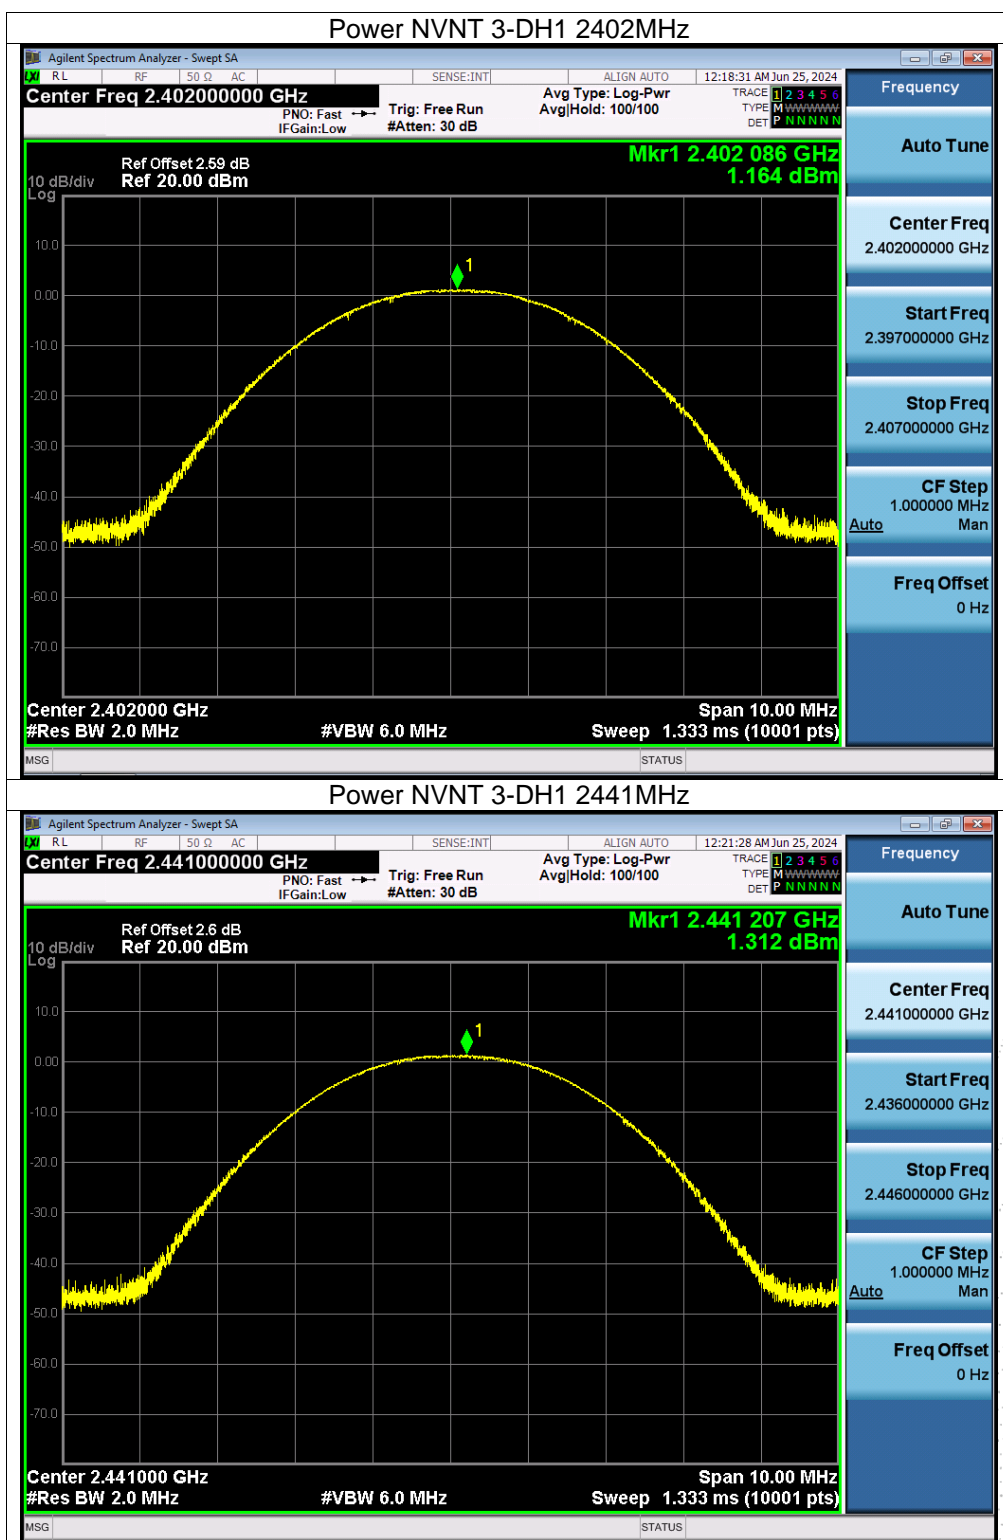 Power NVNT 3-DH1 2402MHz
Agilent Spectrum Analyzer - Swept SA
LXI RL RF 50 Ω AC SENSE:INT ALIGN AUTO 12:18:31 AM Jun 25, 2024
Center Freq 2.402000000 GHz
PNO: Fast
IFGain:Low
Trig: Free Run
#Atten: 30 dB
Avg Type: Log-Pwr
Avg|Hold: 100/100
TRACE 1 2 3 4 5 6
TYPE M WWWWW
DET P N N N N N
Frequency
Auto Tune
Center Freq
2.402000000 GHz
Start Freq
2.397000000 GHz
Stop Freq
2.407000000 GHz
CF Step
1.000000 MHz
Auto Man
Freq Offset
0 Hz
Mkr1 2.402 086 GHz
1.164 dBm
Ref Offset 2.59 dB
10 dB/div Ref 20.00 dBm
Log
1
10.0
0.00
-10.0
-20.0
-30.0
-40.0
-50.0
-60.0
-70.0
Center 2.402000 GHz Span 10.00 MHz
#Res BW 2.0 MHz #VBW 6.0 MHz Sweep 1.333 ms (10001 pts)
MSG STATUS
Power NVNT 3-DH1 2441MHz
Agilent Spectrum Analyzer - Swept SA
LXI RL RF 50 Ω AC SENSE:INT ALIGN AUTO 12:21:28 AM Jun 25, 2024
Center Freq 2.441000000 GHz
PNO: Fast
IFGain:Low
Trig: Free Run
#Atten: 30 dB
Avg Type: Log-Pwr
Avg|Hold: 100/100
TRACE 1 2 3 4 5 6
TYPE M WWWWW
DET P N N N N N
Frequency
Auto Tune
Center Freq
2.441000000 GHz
Start Freq
2.436000000 GHz
Stop Freq
2.446000000 GHz
CF Step
1.000000 MHz
Auto Man
Freq Offset
0 Hz
Mkr1 2.441 207 GHz
1.312 dBm
Ref Offset 2.6 dB
10 dB/div Ref 20.00 dBm
Log
1
10.0
0.00
-10.0
-20.0
-30.0
-40.0
-50.0
-60.0
-70.0
Center 2.441000 GHz Span 10.00 MHz
#Res BW 2.0 MHz #VBW 6.0 MHz Sweep 1.333 ms (10001 pts)
MSG STATUS